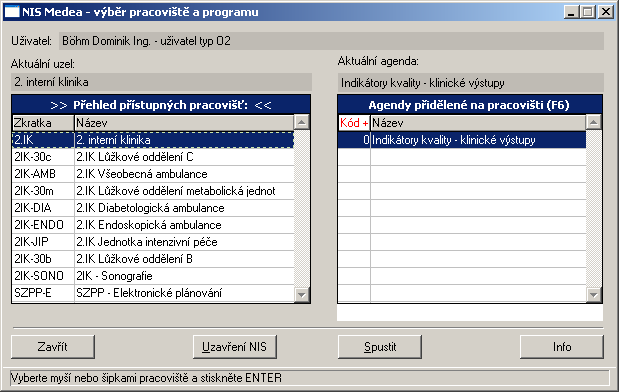 NIS Medea - výběr pracoviště a programu
Uživatel: Böhm Dominik Ing. - uživatel typ O2
Aktuální uzel:
2. interní klinika
Aktuální agenda:
Indikátory kvality - klinické výstupy
>> Přehled přístupných pracovišť: <<
Zkratka Název
2.IK 2. interní klinika
2IK-30c 2.IK Lůžkové oddělení C
2IK-AMB 2.IK Všeobecná ambulance
2IK-30m 2.IK Lůžkové oddělení metabolická jednot
2IK-DIA 2.IK Diabetologická ambulance
2IK-ENDO 2.IK Endoskopická ambulance
2IK-JIP 2.IK Jednotka intenzivní péče
2IK-30b 2.IK Lůžkové oddělení B
2IK-SONO 2IK - Sonografie
SZPP-E SZPP - Elektronické plánování
Agendy přidělené na pracovišti (F6)
Kód + Název
0 Indikátory kvality - klinické výstupy
Zavřít Uzavření NIS Spustit Info
Vyberte myší nebo šipkami pracoviště a stiskněte ENTER